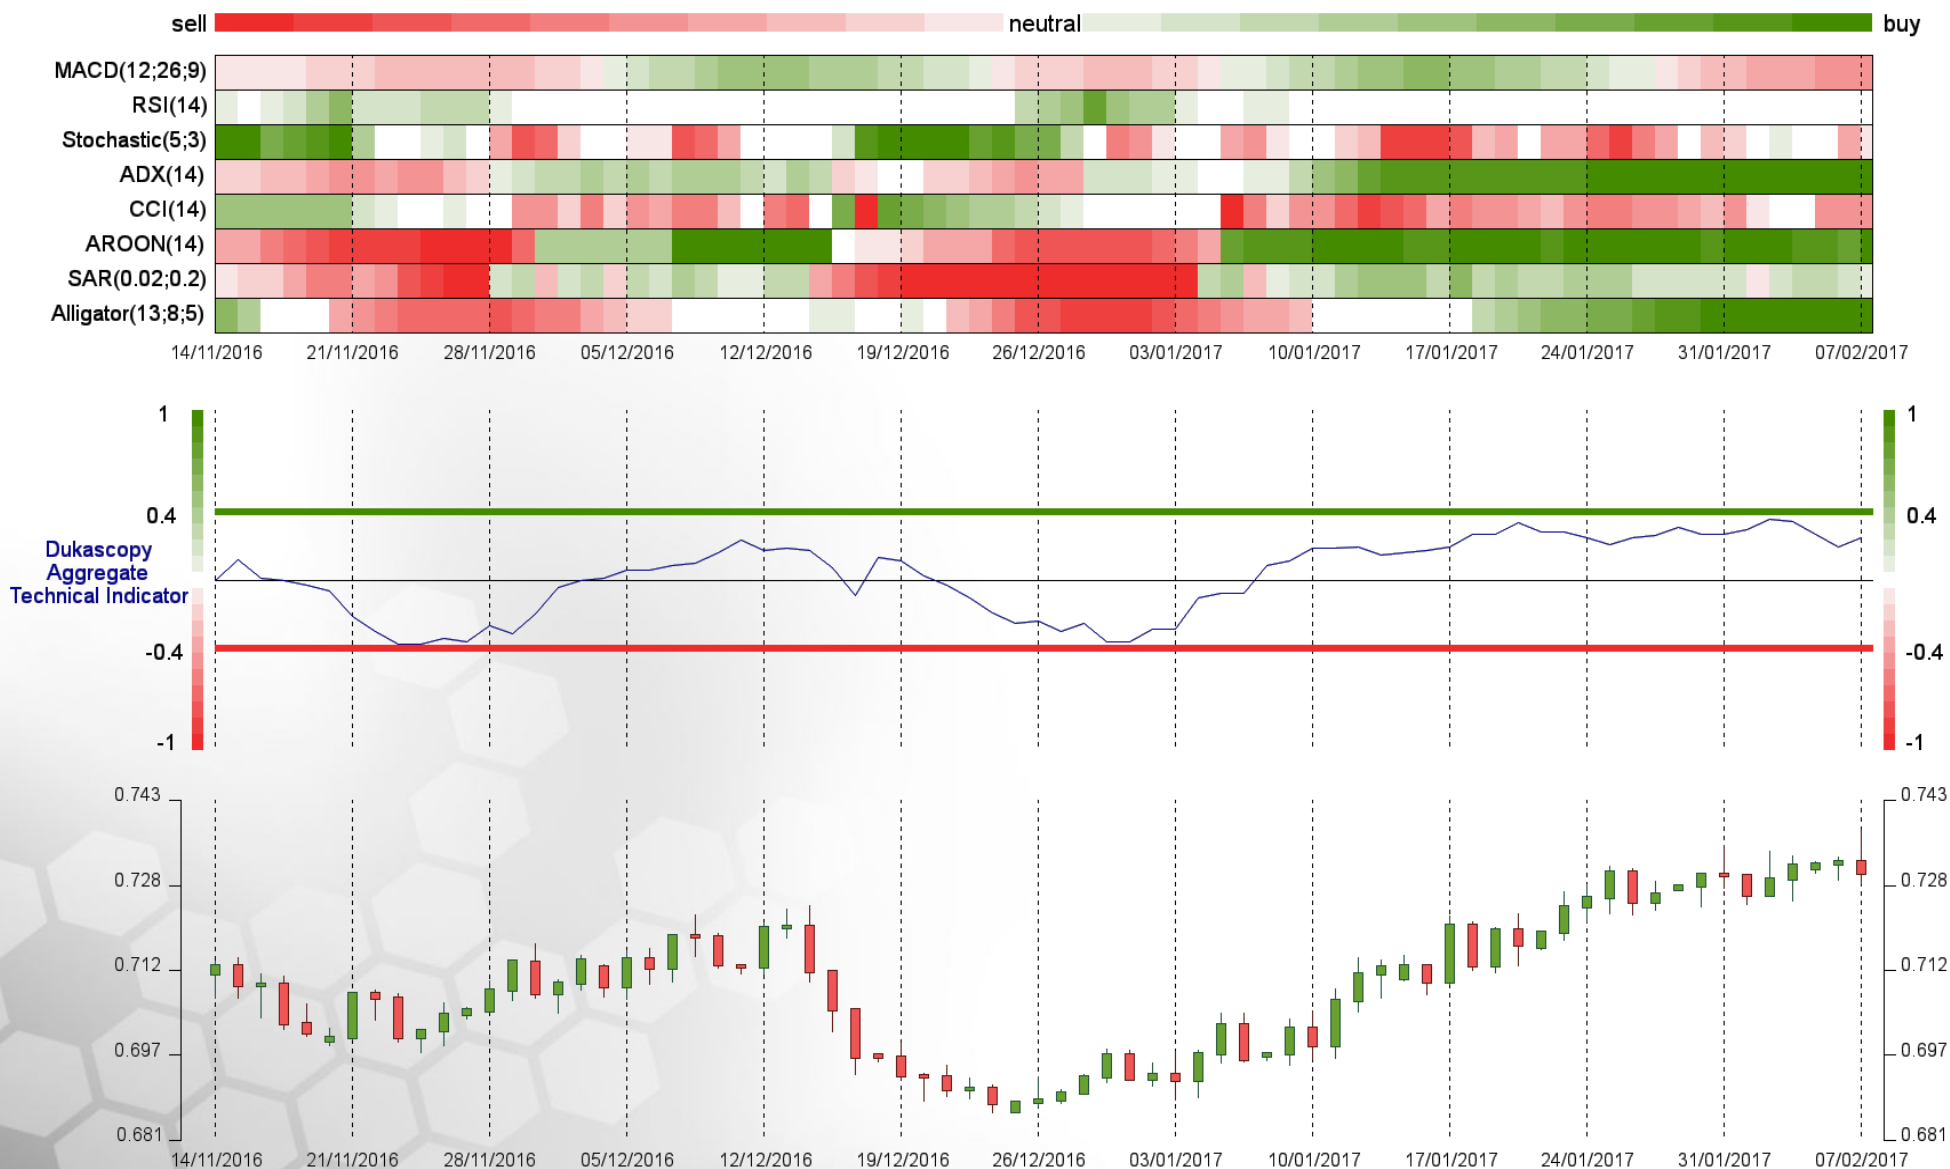 sell neutral buy
MACD(12;26;9)
RSI(14)
Stochastic(5;3)
ADX(14)
CCI(14)
AROON(14)
SAR(0.02;0.2)
Alligator(13;8;5)
14/11/2016 21/11/2016 28/11/2016 05/12/2016 12/12/2016 19/12/2016 26/12/2016 03/01/2017 10/01/2017 17/01/2017 24/01/2017 31/01/2017 07/02/2017
1 1
0.4 0.4
Dukascopy
Aggregate
Technical Indicator
-0.4 -0.4
-1 -1
0.743 0.743
0.728 0.728
0.712 0.712
0.697 0.697
0.681 0.681
14/11/2016 21/11/2016 28/11/2016 05/12/2016 12/12/2016 19/12/2016 26/12/2016 03/01/2017 10/01/2017 17/01/2017 24/01/2017 31/01/2017 07/02/2017